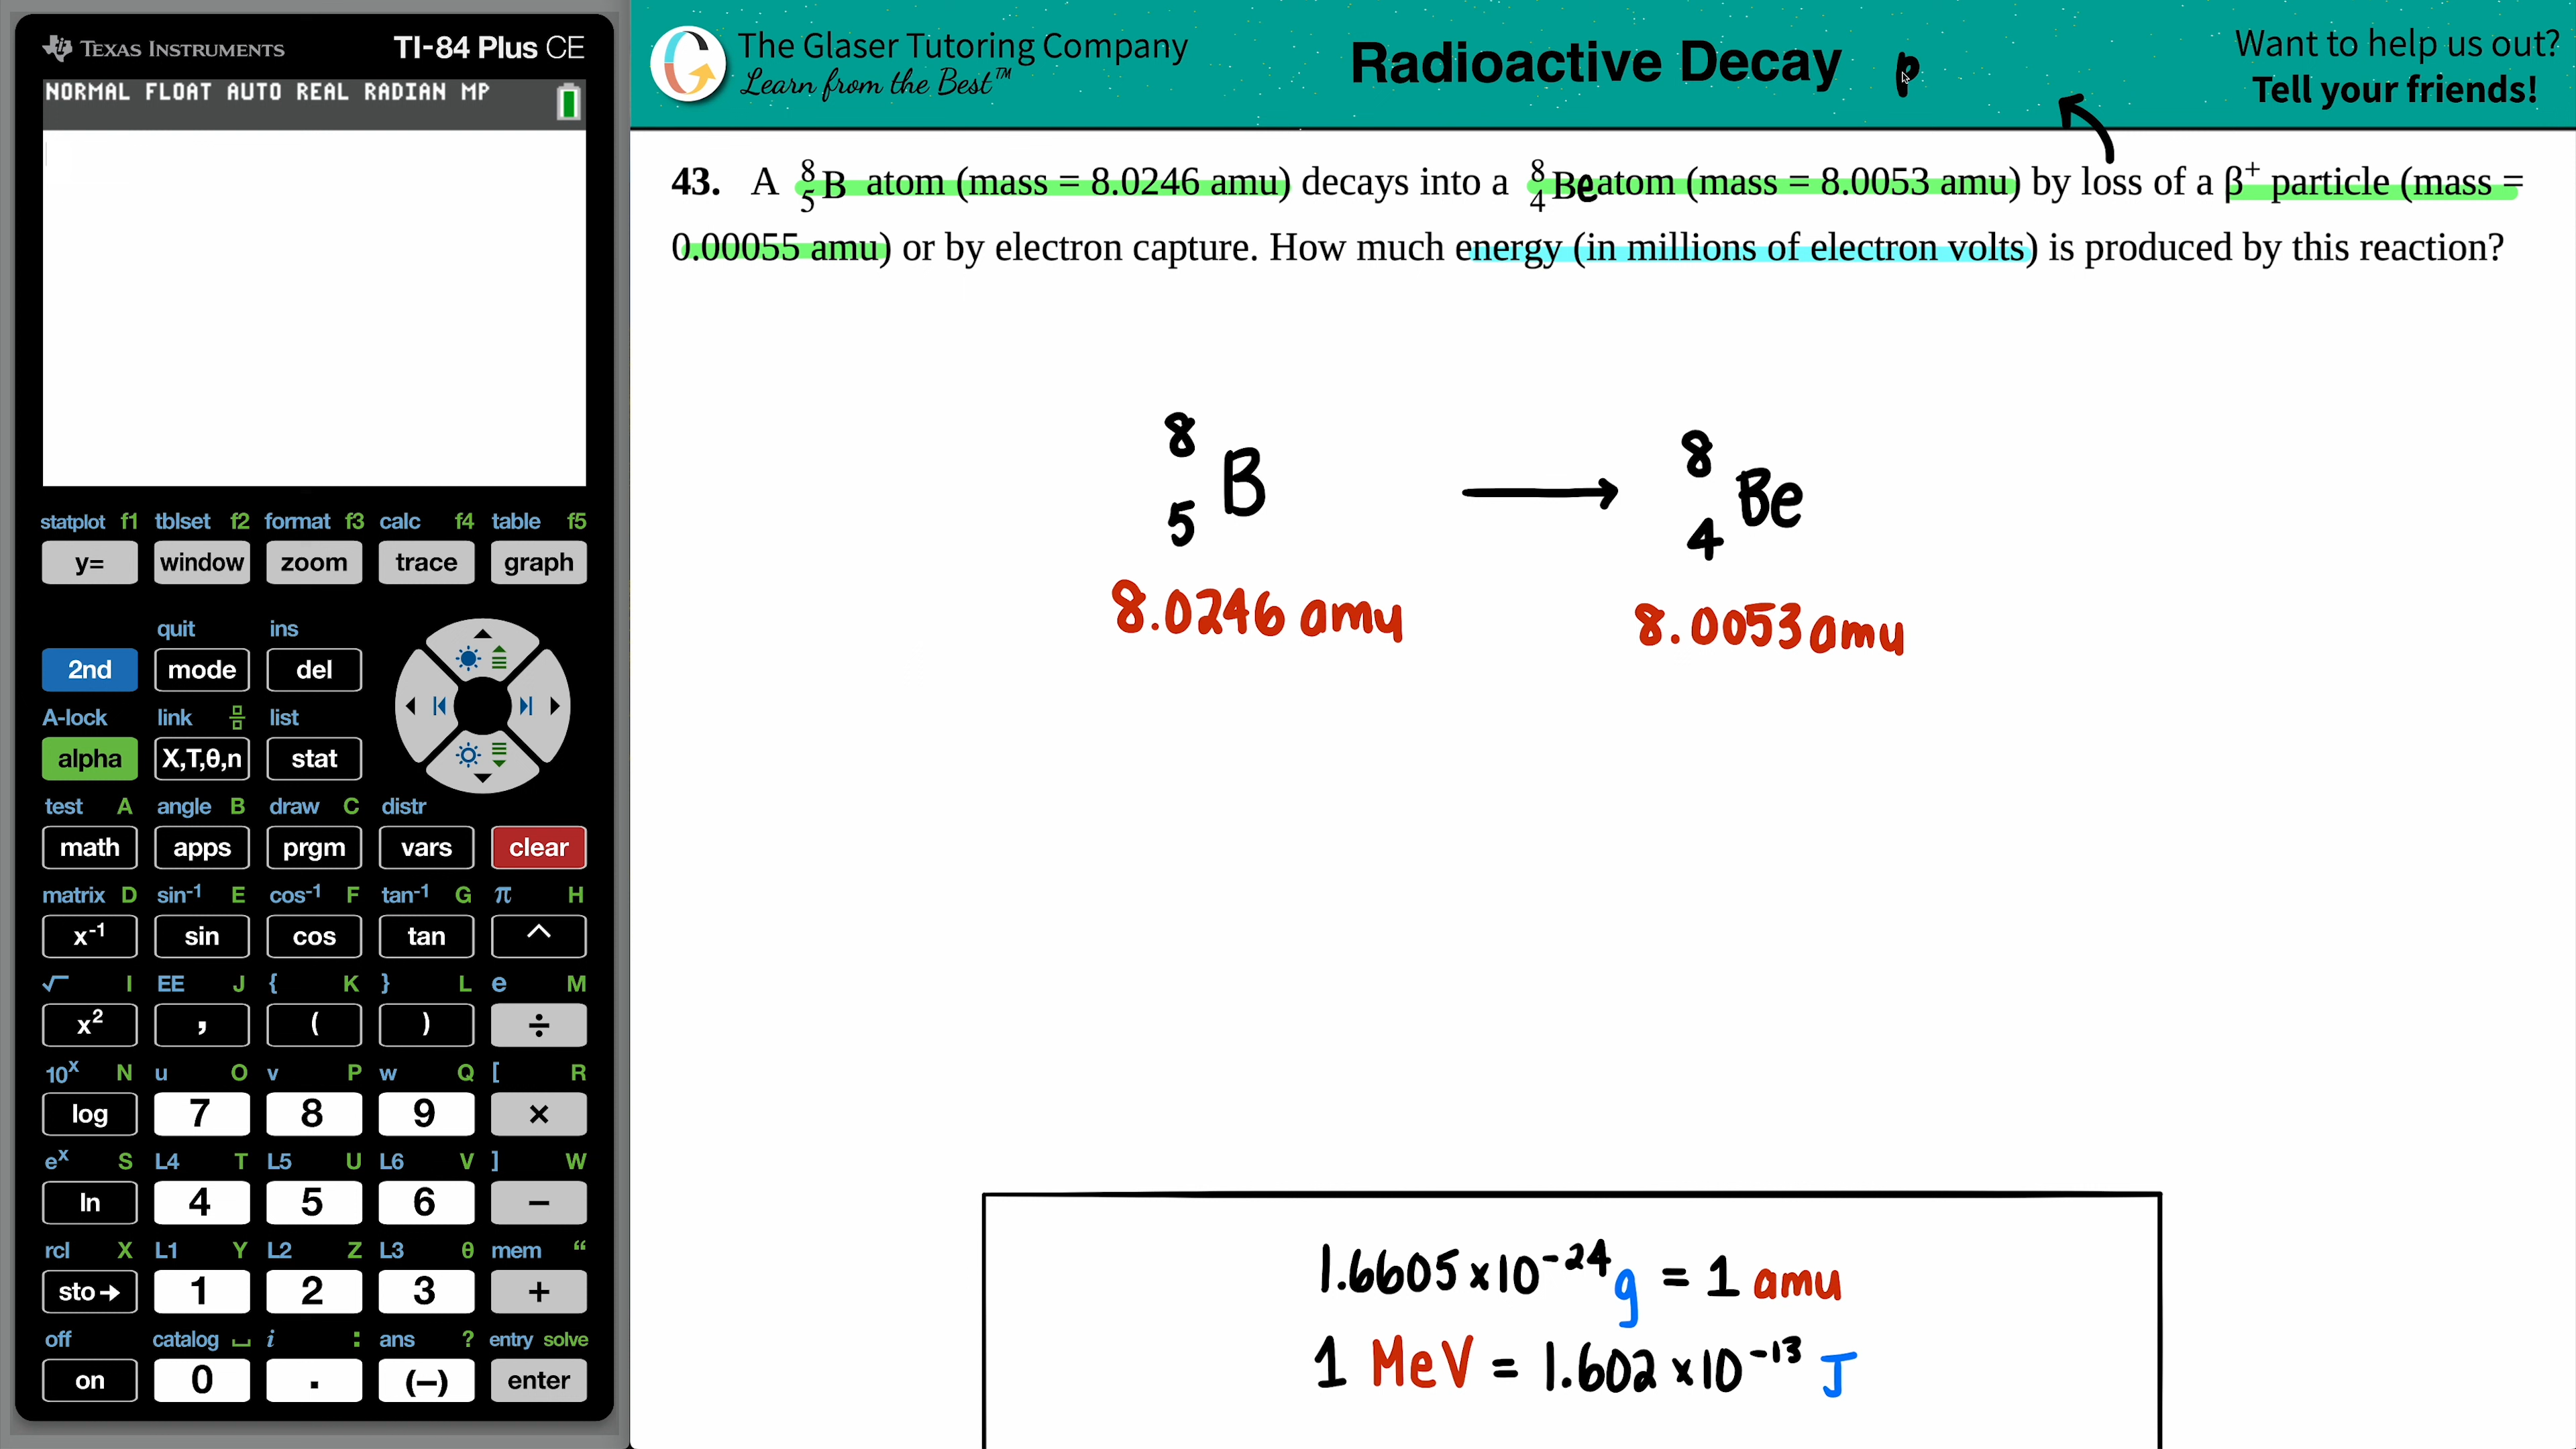 TEXAS INSTRUMENTS TI-84 Plus CE
NORMAL FLOAT AUTO REAL RADIAN MP
statplot f1 tblset f2 format f3 calc f4 table f5
y= window zoom trace graph
quit ins
2nd mode del
A-lock link list
alpha X,T,θ,n stat
test A angle B draw C distr
math apps prgm vars clear
matrix D sin⁻¹ E cos⁻¹ F tan⁻¹ G π H
x⁻¹ sin cos tan ^
√ I EE J { K } L e M
x² , ( ) ÷
10ˣ N u O v P w Q [ R
log 7 8 9 ×
eˣ S L4 T L5 U L6 V ] W
ln 4 5 6 −
rcl X L1 Y L2 Z L3 θ mem “
sto→ 1 2 3 +
off catalog ⎵ i : ans ? entry solve
on 0 . (−) enter
The Glaser Tutoring Company
Learn from the Best™
Radioactive Decay p
Want to help us out?
Tell your friends!
43. A ⁸₅B atom (mass = 8.0246 amu) decays into a ⁸₄Be atom (mass = 8.0053 amu) by loss of a β⁺ particle (mass =
0.00055 amu) or by electron capture. How much energy (in millions of electron volts) is produced by this reaction?
⁸₅B → ⁸₄Be
8.0246 amu 8.0053 amu
1.6605 x10⁻²⁴ g = 1 amu
1 MeV = 1.602 x10⁻¹³ J